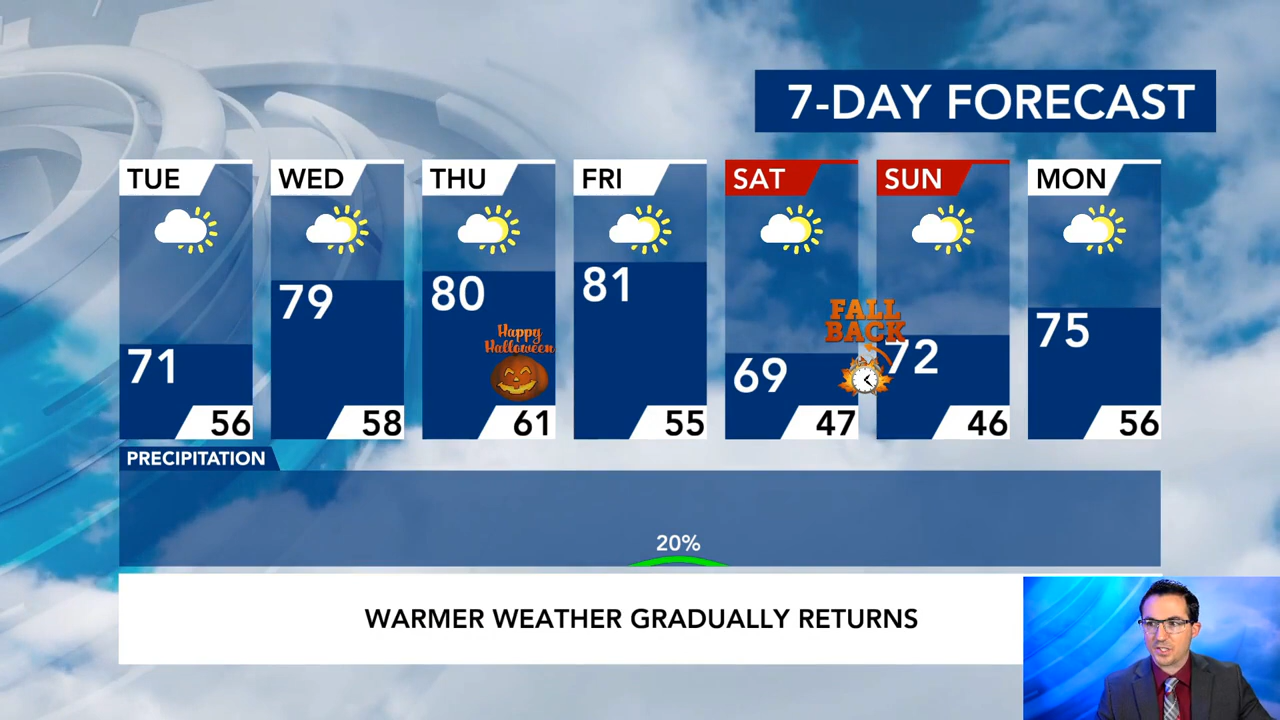 7-DAY FORECAST
TUE WED THU FRI SAT SUN MON
71 79 80 81 69 72 75
Happy
Halloween
FALL
BACK
56 58 61 55 47 46 56
PRECIPITATION
20%
WARMER WEATHER GRADUALLY RETURNS